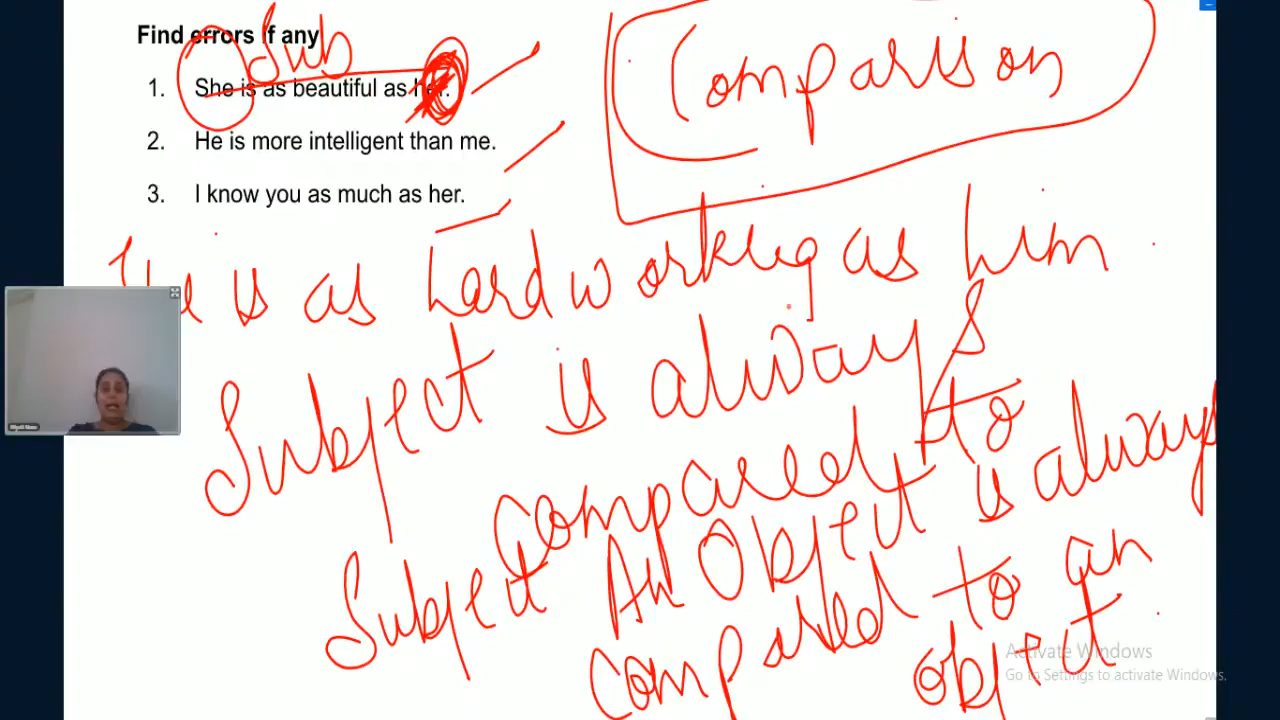 Find errors if any
Sub
1. She is as beautiful as her.
Comparison
2. He is more intelligent than me.
3. I know you as much as her.
He is as hardworking as him
Subject is always
compared to
Subject
An Object is always
compared to an
object
Activate Windows
Go to Settings to activate Windows.